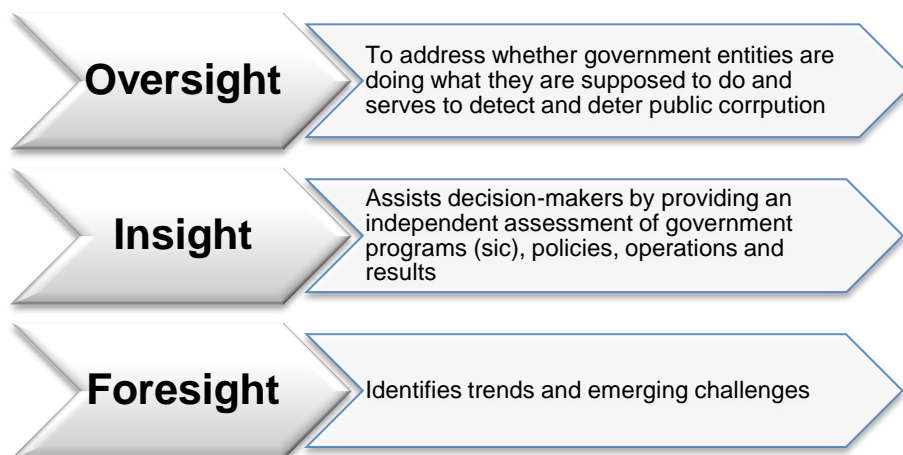 Oversight
To address whether government entities are
doing what they are supposed to do and
serves to detect and deter public corrpution
Insight
Assists decision-makers by providing an
independent assessment of government
programs (sic), policies, operations and
results
Foresight
Identifies trends and emerging challenges